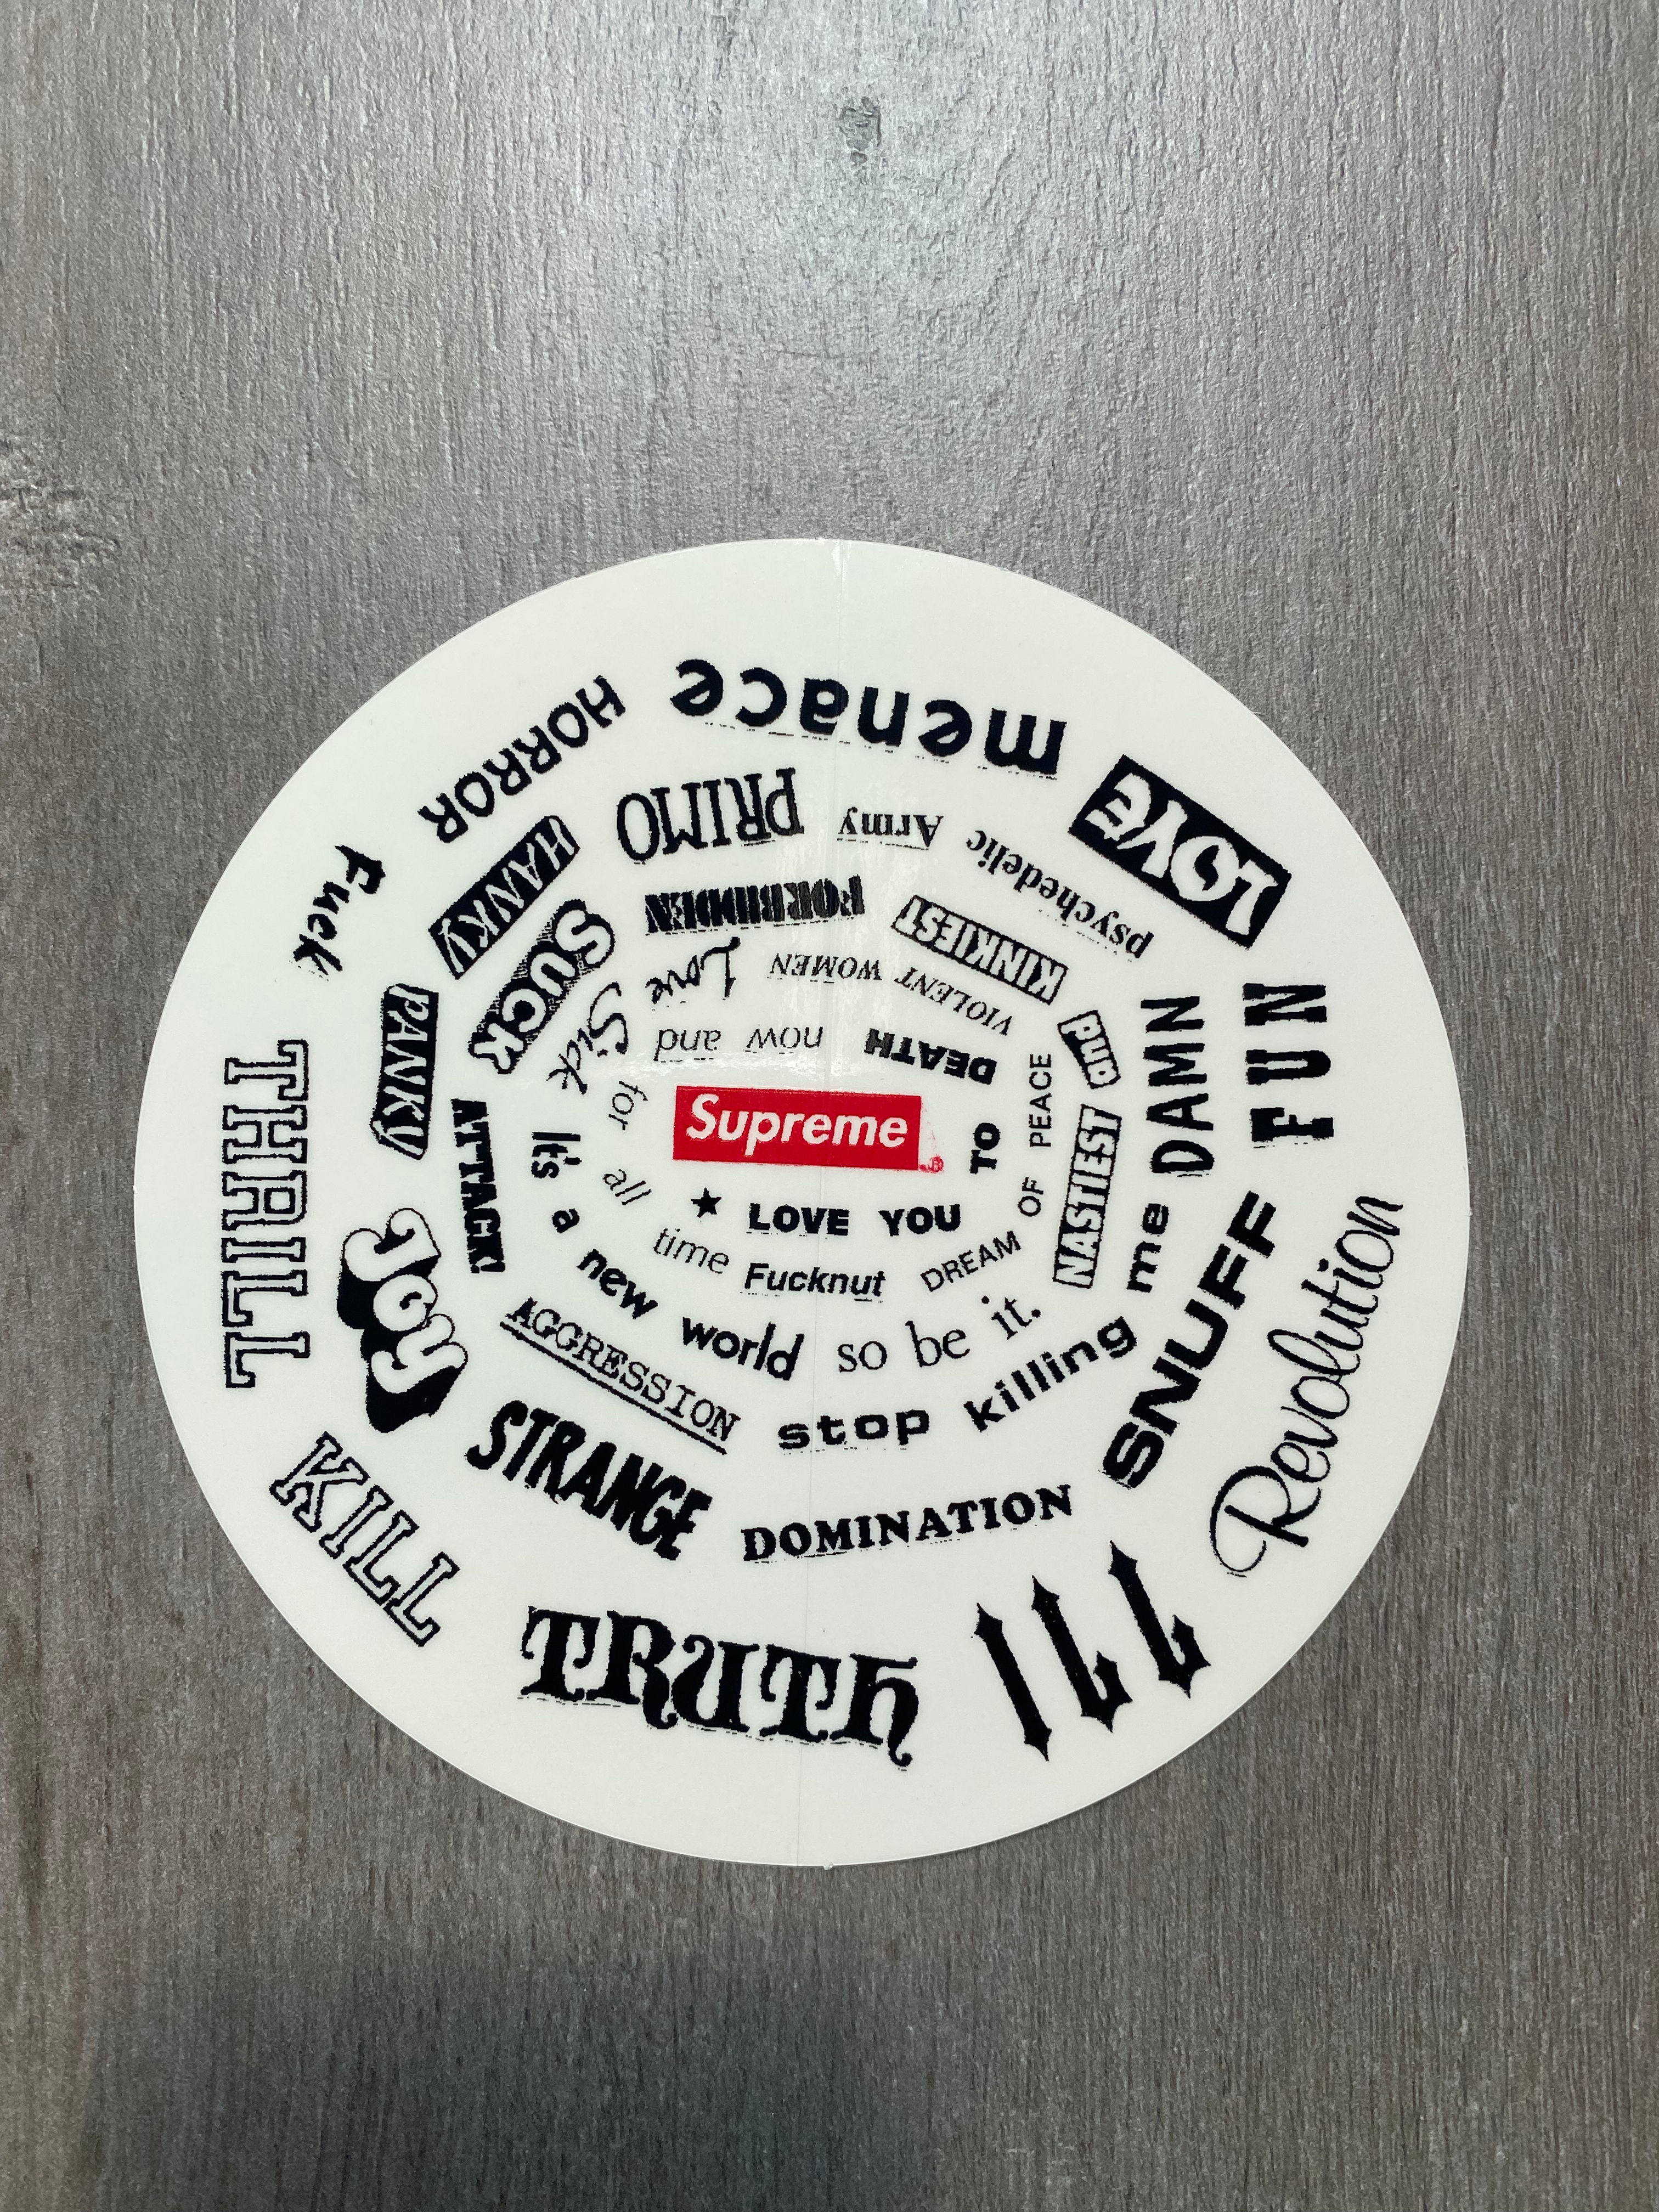 Supreme®
★ LOVE YOU TO DEATH
now and for all time
Fucknut
DREAM OF PEACE
VIOLENT WOMEN
Love Sick
It's a new world
so be it.
NASTIEST
AND
KINKIEST
FORBIDDEN
SUCK
ATTACK!
AGGRESSION
stop killing me
DAMN
psychedelic Army
PRIMO
HANKY
PANKY
JOY
STRANGE
DOMINATION
SNUFF
FUN
LOVE
menace
HORROR
Fuck
THRILL
KILL
TRUTH
ILL
Revolution